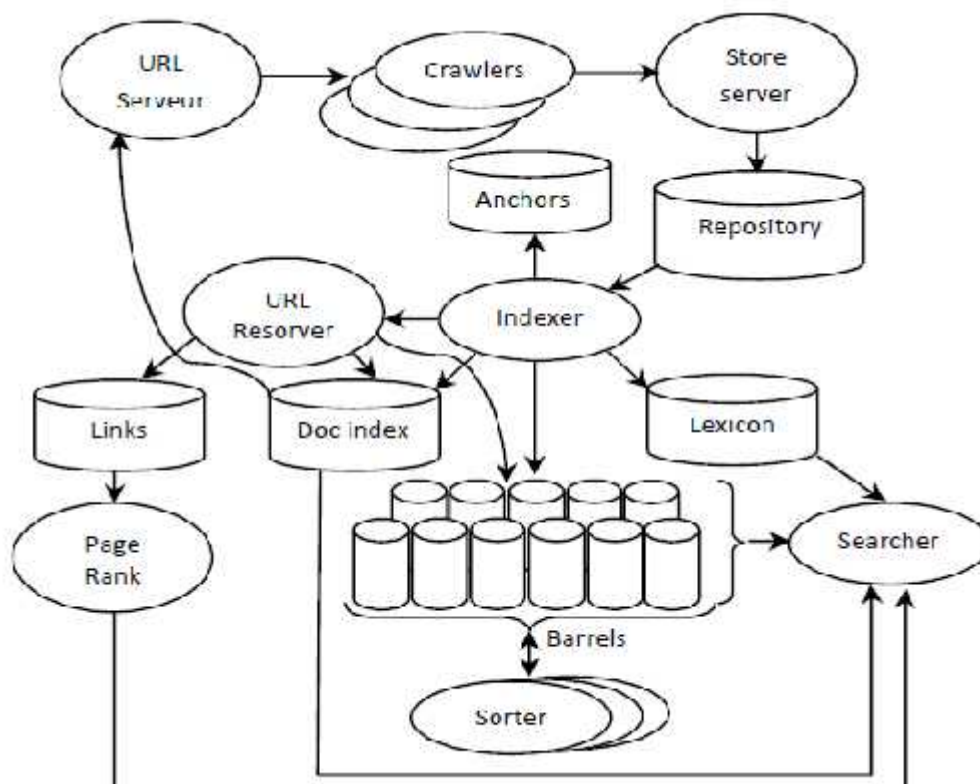 URL
Serveur
Crawlers
Store
server
Anchors
Repository
URL
Resorver
Indexer
Links
Doc index
Lexicon
Page
Rank
Searcher
Barrels
Sorter